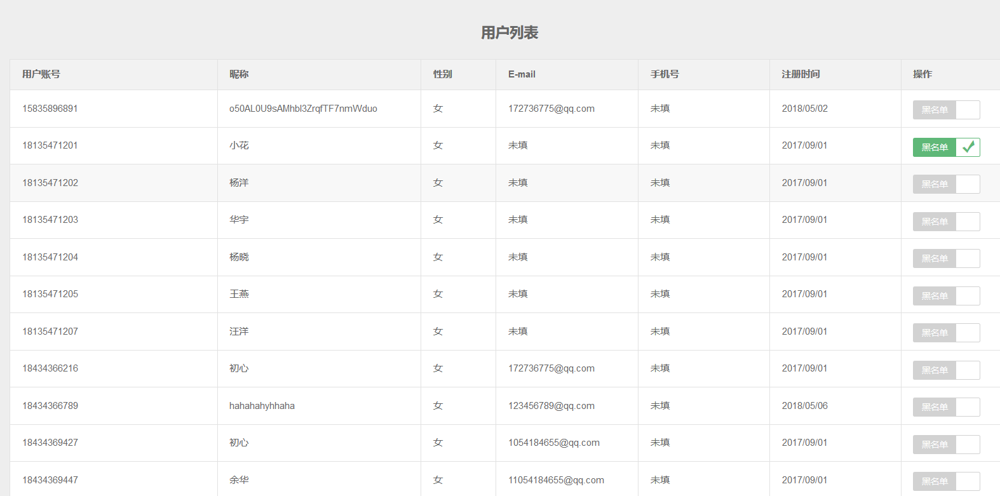 用户列表
用户账号 昵称 性别 E-mail 手机号 注册时间 操作
15835896891 o50AL0U9sAMhbl3ZrqfTF7nmWduo 女 172736775@qq.com 未填 2018/05/02 黑名单
18135471201 小花 女 未填 未填 2017/09/01 黑名单
18135471202 杨洋 女 未填 未填 2017/09/01 黑名单
18135471203 华宇 女 未填 未填 2017/09/01 黑名单
18135471204 杨晓 女 未填 未填 2017/09/01 黑名单
18135471205 王燕 女 未填 未填 2017/09/01 黑名单
18135471207 汪洋 女 未填 未填 2017/09/01 黑名单
18434366216 初心 女 172736775@qq.com 未填 2017/09/01 黑名单
18434366789 hahahahyhhaha 女 123456789@qq.com 未填 2018/05/06 黑名单
18434369427 初心 女 1054184655@qq.com 未填 2017/09/01 黑名单
18434369447 余华 女 11054184655@qq.com 未填 2017/09/01 黑名单